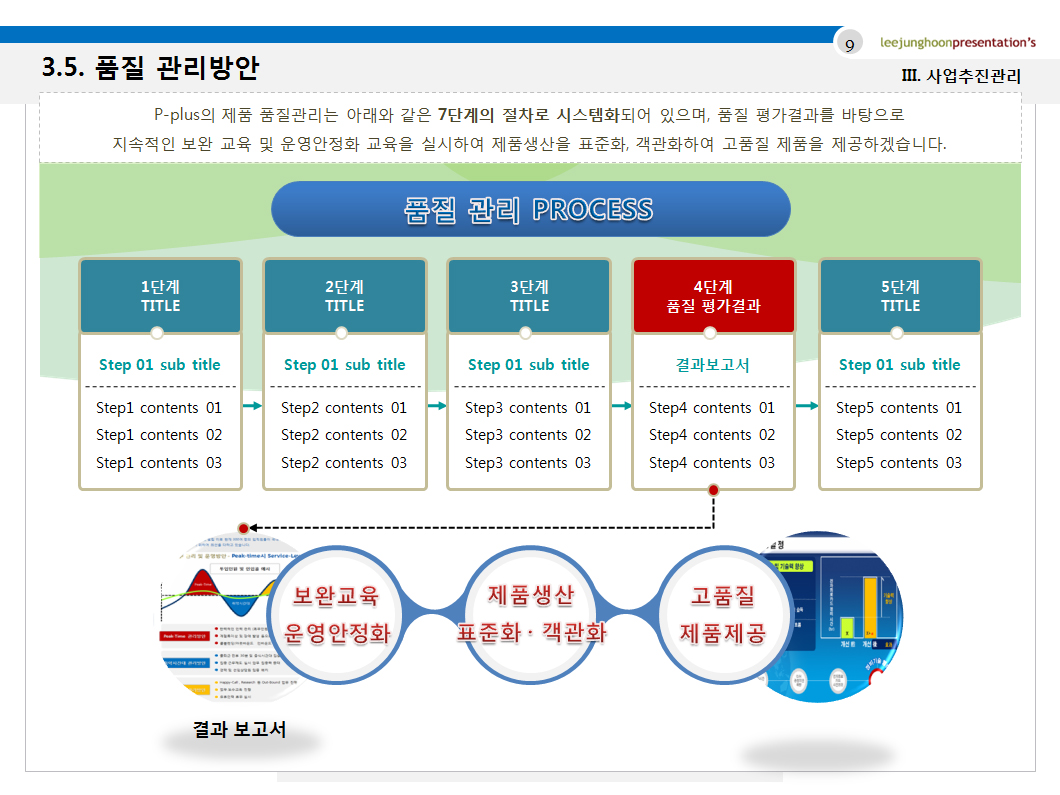 9
leejunghoonpresentation's
3.5. 품질 관리방안
III. 사업추진관리
P-plus의 제품 품질관리는 아래와 같은 7단계의 절차로 시스템화되어 있으며, 품질 평가결과를 바탕으로
지속적인 보완 교육 및 운영안정화 교육을 실시하여 제품생산을 표준화, 객관화하여 고품질 제품을 제공하겠습니다.
품질 관리 PROCESS
1단계
TITLE
Step 01 sub title
Step1 contents 01
Step1 contents 02
Step1 contents 03
2단계
TITLE
Step 01 sub title
Step2 contents 01
Step2 contents 02
Step2 contents 03
3단계
TITLE
Step 01 sub title
Step3 contents 01
Step3 contents 02
Step3 contents 03
4단계
품질 평가결과
결과보고서
Step4 contents 01
Step4 contents 02
Step4 contents 03
5단계
TITLE
Step 01 sub title
Step5 contents 01
Step5 contents 02
Step5 contents 03
보완교육
운영안정화
제품생산
표준화 · 객관화
고품질
제품제공
결과 보고서